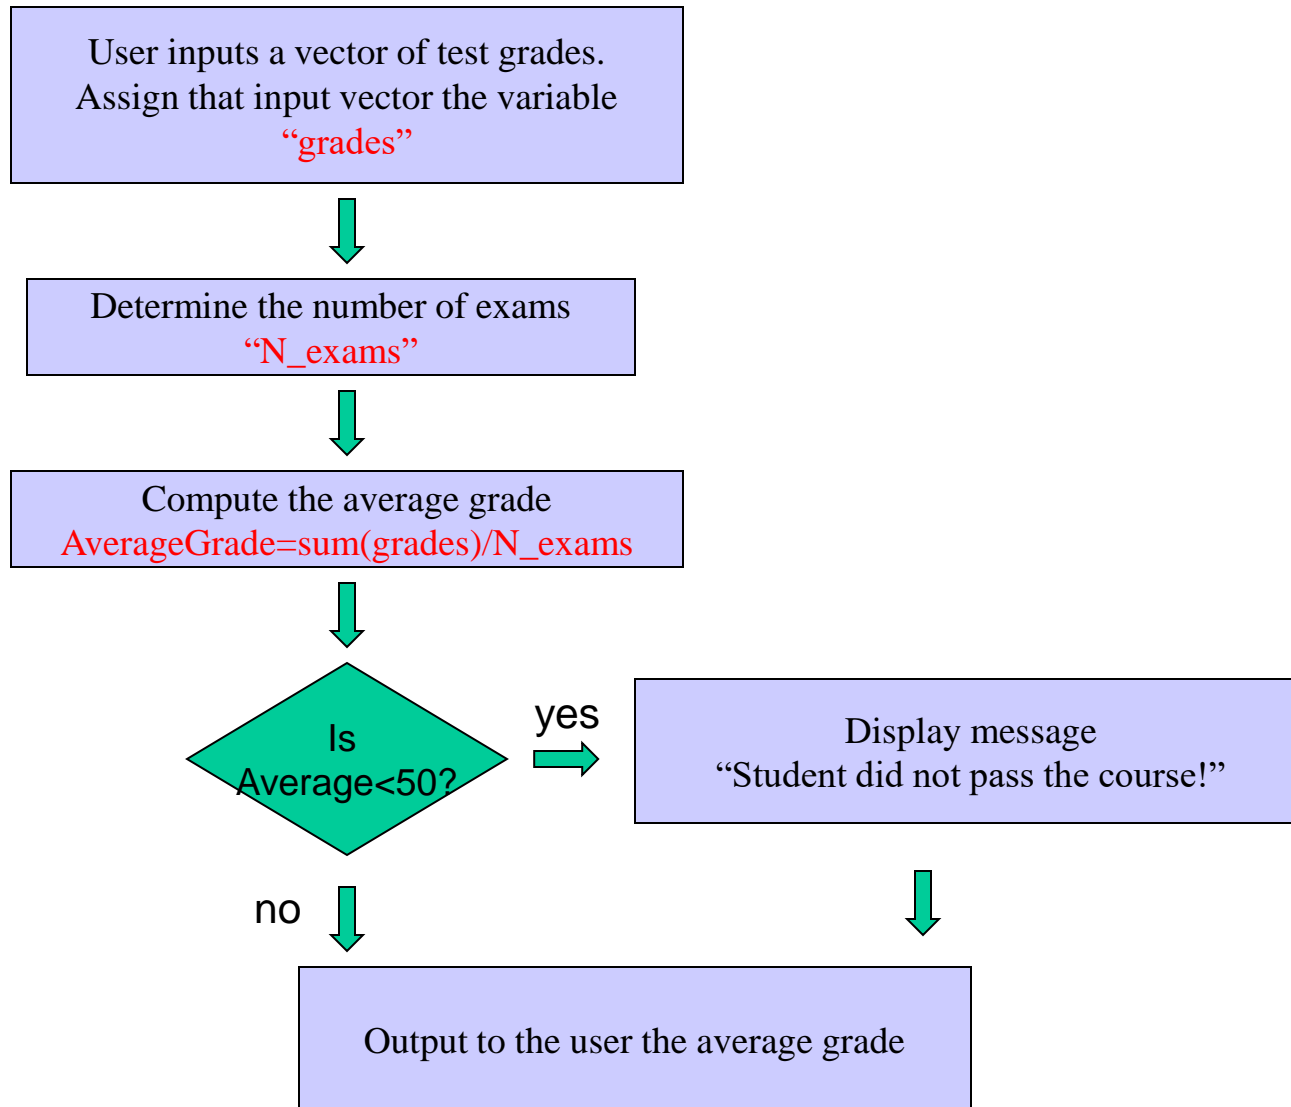 User inputs a vector of test grades.
Assign that input vector the variable
“grades”
Determine the number of exams
“N_exams”
Compute the average grade
AverageGrade=sum(grades)/N_exams
Is
Average<50?
yes
Display message
“Student did not pass the course!”
no
Output to the user the average grade